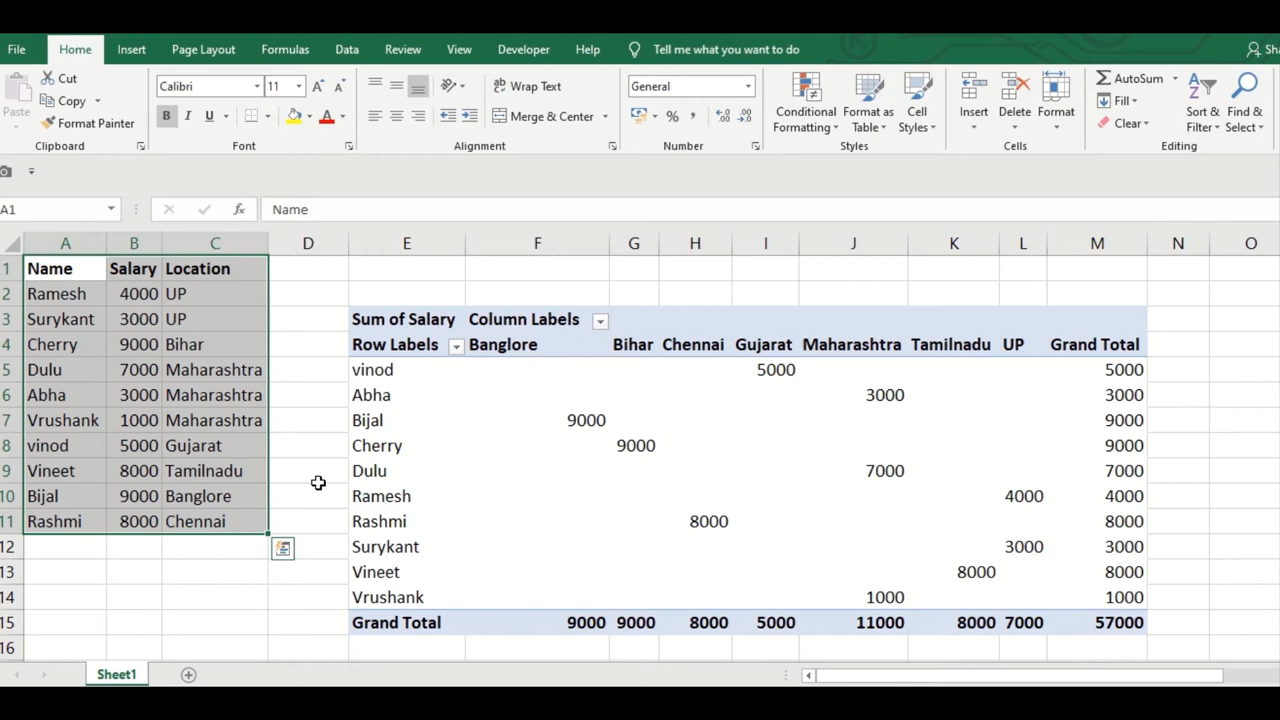 File Home Insert Page Layout Formulas Data Review View Developer Help Tell me what you want to do
Paste Cut Copy Format Painter
Calibri 11 B I U A
Wrap Text
Merge & Center
General
% ,
Conditional Formatting Format as Table Cell Styles
Insert Delete Format
AutoSum Fill Clear
Sort & Filter Find & Select
Clipboard Font Alignment Number Styles Cells Editing
A1 fx Name
A B C D E F G H I J K L M N O
1 Name Salary Location
2 Ramesh 4000 UP
3 Surykant 3000 UP Sum of Salary Column Labels
4 Cherry 9000 Bihar Row Labels Banglore Bihar Chennai Gujarat Maharashtra Tamilnadu UP Grand Total
5 Dulu 7000 Maharashtra vinod 5000 5000
6 Abha 3000 Maharashtra Abha 3000 3000
7 Vrushank 1000 Maharashtra Bijal 9000 9000
8 vinod 5000 Gujarat Cherry 9000 9000
9 Vineet 8000 Tamilnadu Dulu 7000 7000
10 Bijal 9000 Banglore Ramesh 4000 4000
11 Rashmi 8000 Chennai Rashmi 8000 8000
12 Surykant 3000 3000
13 Vineet 8000 8000
14 Vrushank 1000 1000
15 Grand Total 9000 9000 8000 5000 11000 8000 7000 57000
16
Sheet1